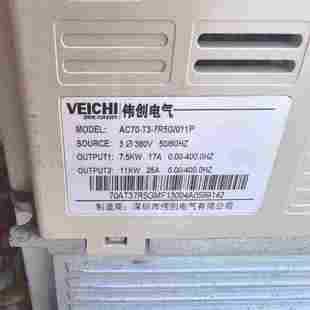 VEICHI 伟创电气
MODEL: AC70-T3-7R5G/011P
SOURCE: 3 Ø 380V 50/60HZ
OUTPUT1: 7.5KW 17A 0.00-400.0HZ
OUTPUT2: 11KW 25A 0.00-400.0HZ
制造商：深圳市伟创电气有限公司